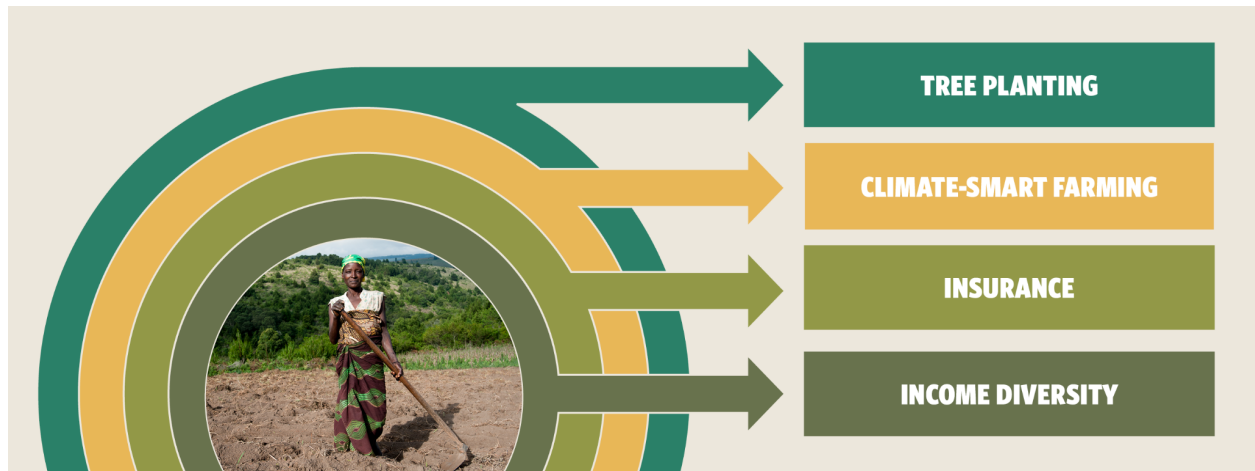 TREE PLANTING
CLIMATE-SMART FARMING
INSURANCE
INCOME DIVERSITY